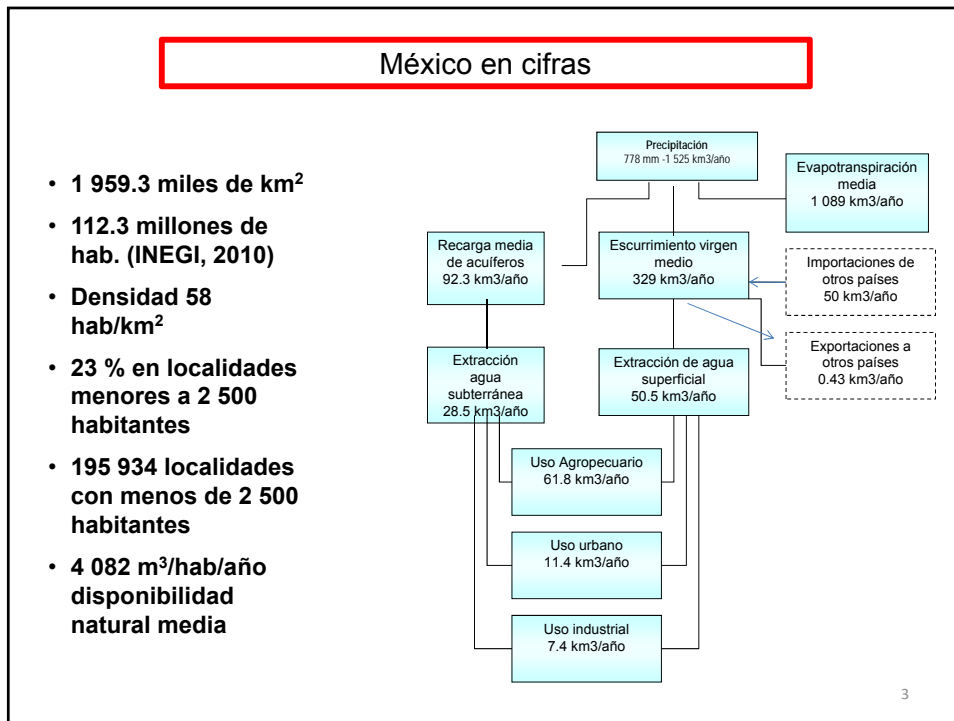 México en cifras
• 1 959.3 miles de km²
• 112.3 millones de
hab. (INEGI, 2010)
• Densidad 58
hab/km²
• 23 % en localidades
menores a 2 500
habitantes
• 195 934 localidades
con menos de 2 500
habitantes
• 4 082 m³/hab/año
disponibilidad
natural media
Precipitación
778 mm -1 525 km3/año
Evapotranspiración
media
1 089 km3/año
Recarga media
de acuíferos
92.3 km3/año
Escurrimiento virgen
medio
329 km3/año
Importaciones de
otros países
50 km3/año
Exportaciones a
otros países
0.43 km3/año
Extracción
agua
subterránea
28.5 km3/año
Extracción de agua
superficial
50.5 km3/año
Uso Agropecuario
61.8 km3/año
Uso urbano
11.4 km3/año
Uso industrial
7.4 km3/año
3